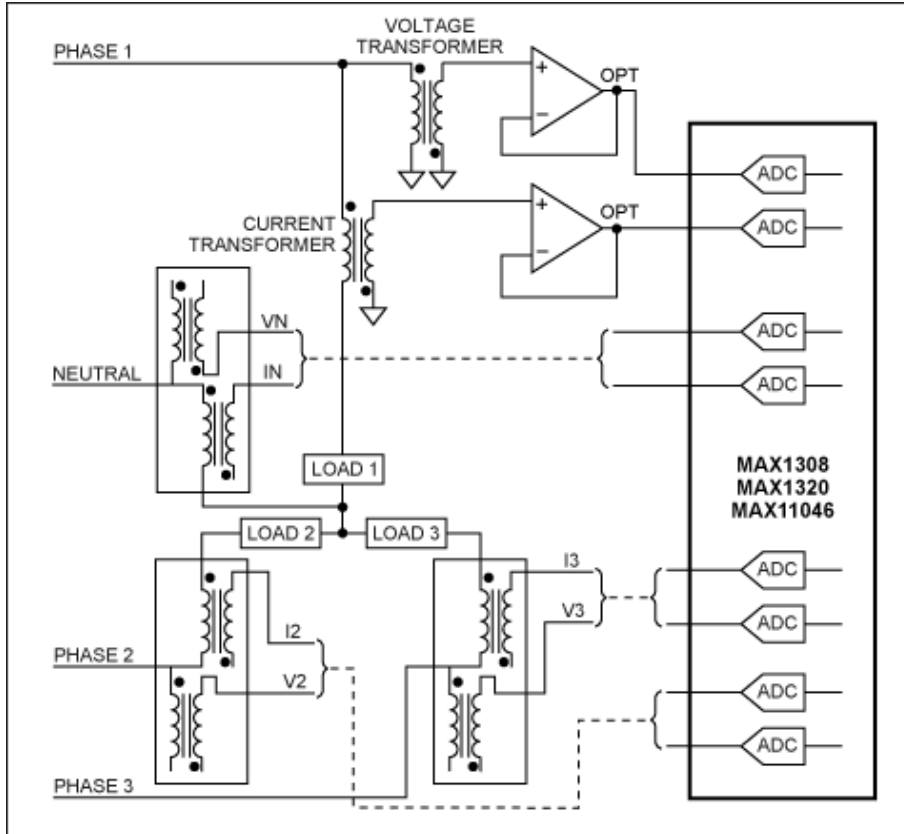 VOLTAGE
TRANSFORMER
PHASE 1
+
−
OPT
ADC
CURRENT
TRANSFORMER
+
−
OPT
ADC
VN
ADC
NEUTRAL
IN
ADC
LOAD 1
MAX1308
MAX1320
MAX11046
LOAD 2
LOAD 3
I3
ADC
V3
ADC
I2
PHASE 2
V2
ADC
ADC
PHASE 3